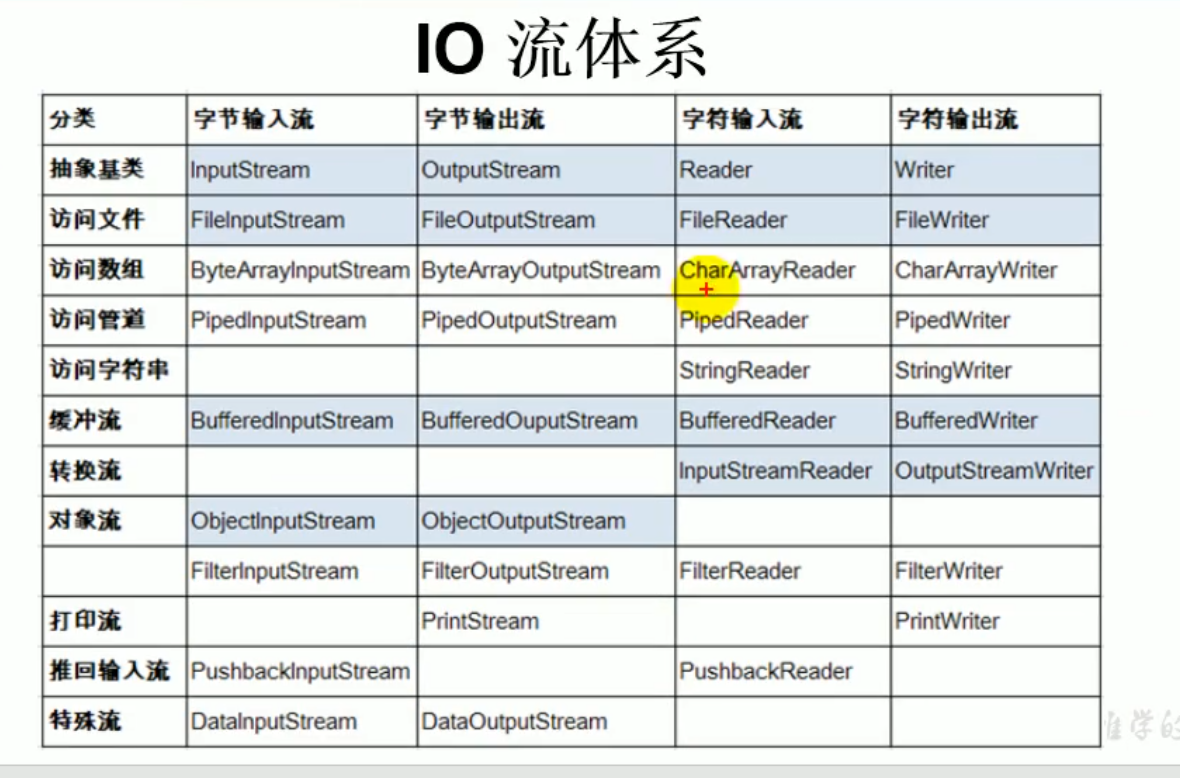 IO 流体系
分类 字节输入流 字节输出流 字符输入流 字符输出流
抽象基类 InputStream OutputStream Reader Writer
访问文件 FileInputStream FileOutputStream FileReader FileWriter
访问数组 ByteArrayInputStream ByteArrayOutputStream CharArrayReader CharArrayWriter
访问管道 PipedInputStream PipedOutputStream PipedReader PipedWriter
访问字符串 StringReader StringWriter
缓冲流 BufferedInputStream BufferedOuputStream BufferedReader BufferedWriter
转换流 InputStreamReader OutputStreamWriter
对象流 ObjectInputStream ObjectOutputStream
FilterInputStream FilterOutputStream FilterReader FilterWriter
打印流 PrintStream PrintWriter
推回输入流 PushbackInputStream PushbackReader
特殊流 DataInputStream DataOutputStream